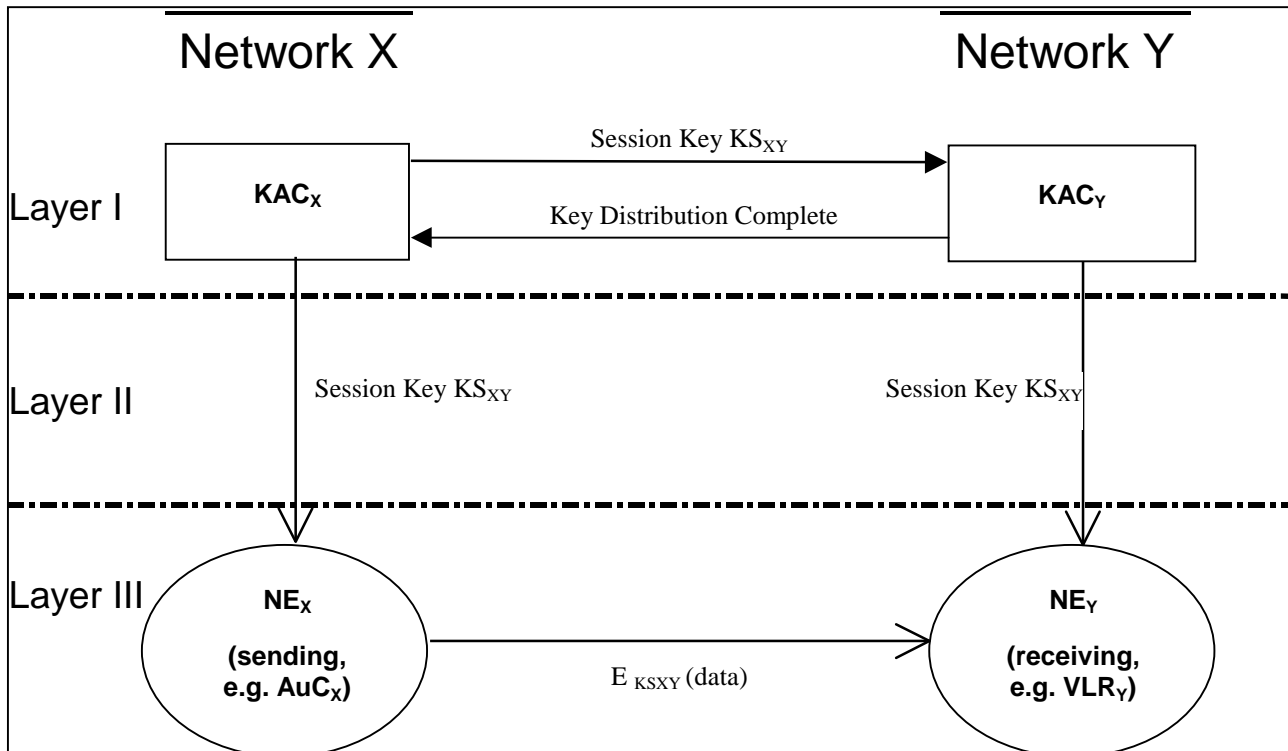 Network X
Network Y
Session Key KS_XY
Layer I
KAC_X
KAC_Y
Key Distribution Complete
Layer II
Session Key KS_XY
Session Key KS_XY
Layer III
NE_X
(sending,
e.g. AuC_X)
NE_Y
(receiving,
e.g. VLR_Y)
E KSXY (data)